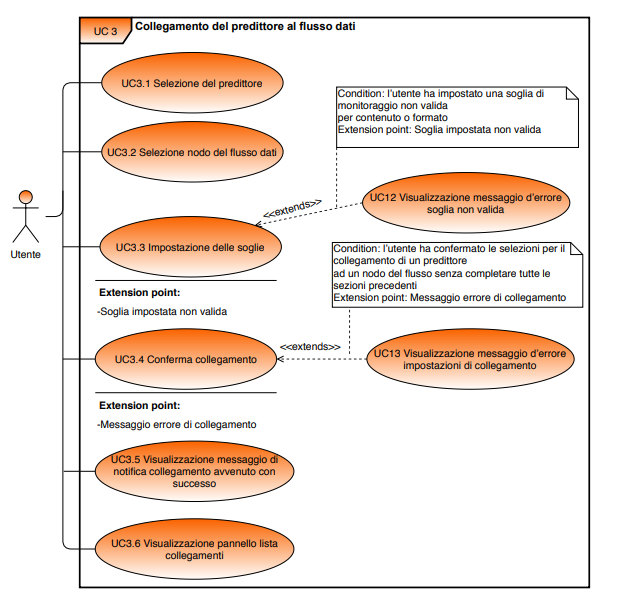 UC 3
Collegamento del predittore al flusso dati
UC3.1 Selezione del predittore
Condition: l'utente ha impostato una soglia di
monitoraggio non valida
per contenuto o formato
Extension point: Soglia impostata non valida
UC3.2 Selezione nodo del flusso dati
<<extends>>
UC12 Visualizzazione messaggio d'errore
soglia non valida
Utente
UC3.3 Impostazione delle soglie
Condition: l'utente ha confermato le selezioni per il
collegamento di un predittore
ad un nodo del flusso senza completare tutte le
sezioni precedenti
Extension point: Messaggio errore di collegamento
Extension point:
-Soglia impostata non valida
<<extends>>
UC3.4 Conferma collegamento
UC13 Visualizzazione messaggio d'errore
impostazioni di collegamento
Extension point:
-Messaggio errore di collegamento
UC3.5 Visualizzazione messaggio di
notifica collegamento avvenuto con
successo
UC3.6 Visualizzazione pannello lista
collegamenti